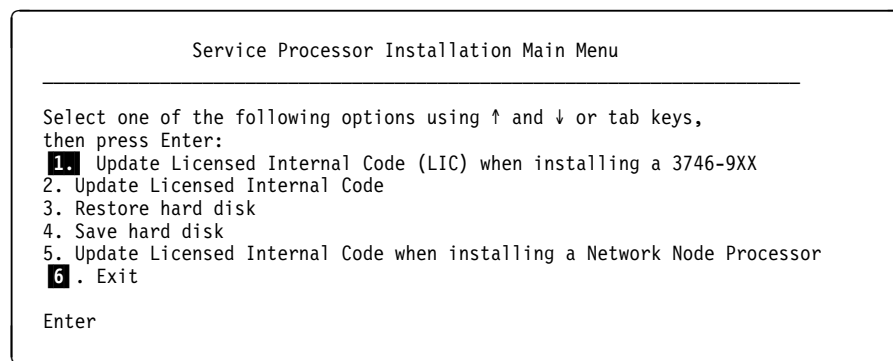 Service Processor Installation Main Menu
Select one of the following options using ↑ and ↓ or tab keys,
then press Enter:
1. Update Licensed Internal Code (LIC) when installing a 3746-9XX
2. Update Licensed Internal Code
3. Restore hard disk
4. Save hard disk
5. Update Licensed Internal Code when installing a Network Node Processor
6 . Exit
Enter